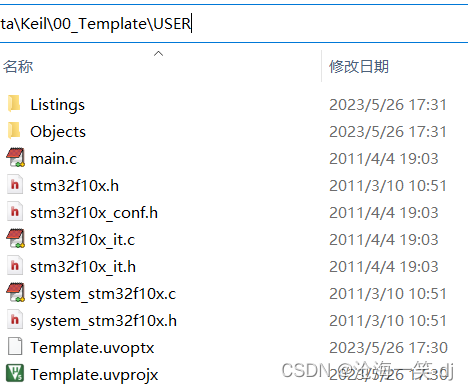 ta\Keil\00_Template\USER
名称 修改日期
Listings 2023/5/26 17:31
Objects 2023/5/26 17:31
main.c 2011/4/4 19:03
stm32f10x.h 2011/3/10 10:51
stm32f10x_conf.h 2011/4/4 19:03
stm32f10x_it.c 2011/4/4 19:03
stm32f10x_it.h 2011/4/4 19:03
system_stm32f10x.c 2011/3/10 10:51
system_stm32f10x.h 2011/3/10 10:51
Template.uvoptx 2023/5/26 17:30
Template.uvprojx 2023/5/26 17:30
CSDN @沧海一笑-dj